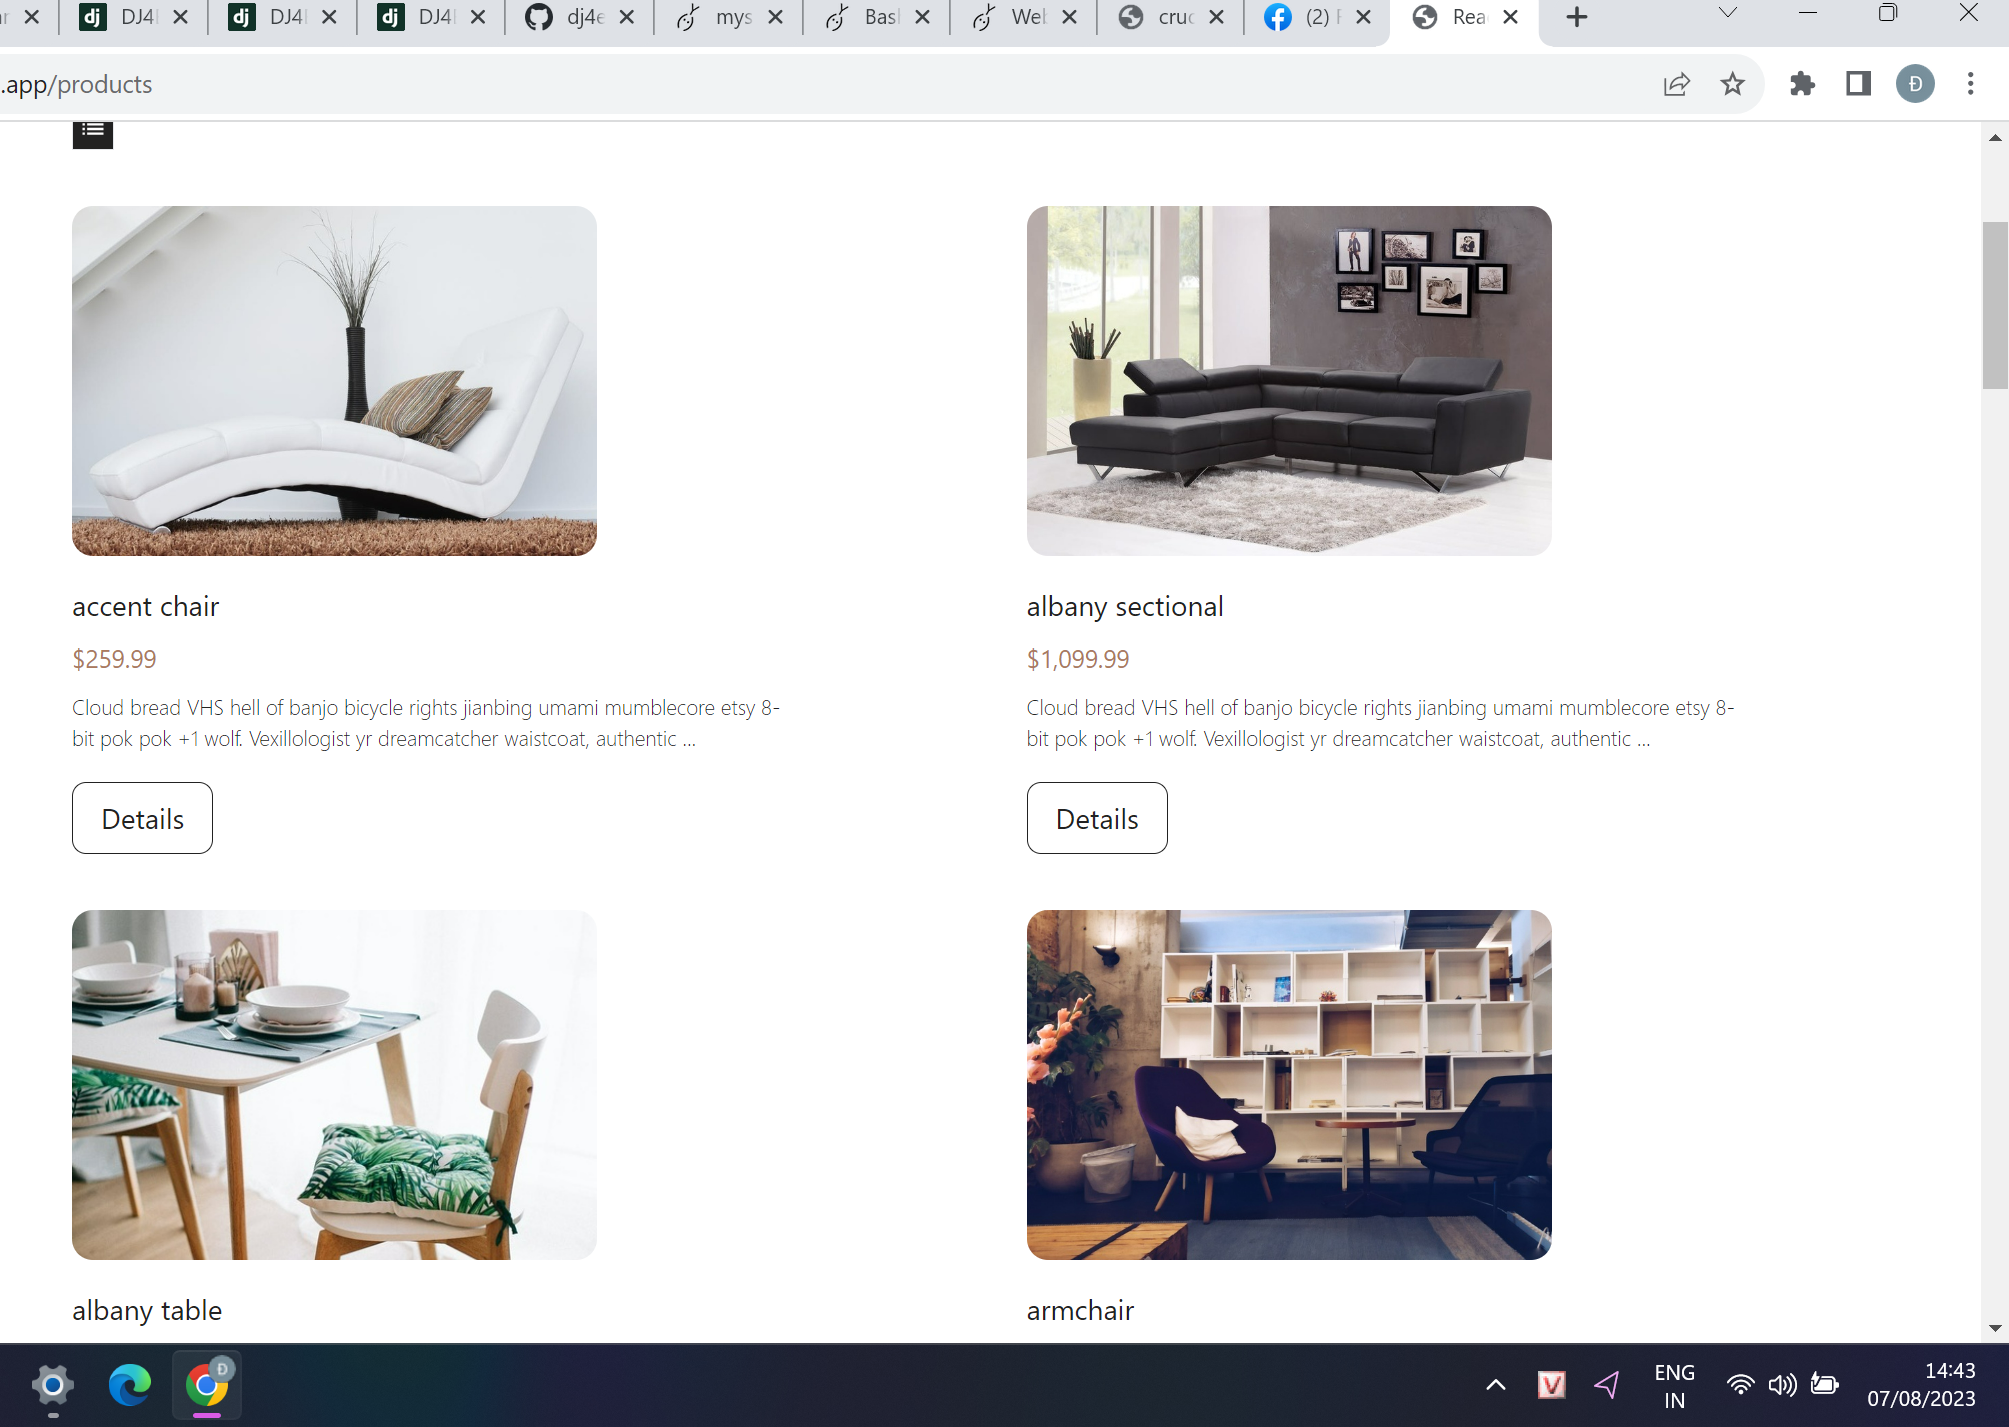 DJ4
DJ4
DJ4
dj4e
mys
Bas
Web
cruc
(2) F
Rea
.app/products
Đ
accent chair
$259.99
Cloud bread VHS hell of banjo bicycle rights jianbing umami mumblecore etsy 8-
bit pok pok +1 wolf. Vexillologist yr dreamcatcher waistcoat, authentic ...
Details
albany sectional
$1,099.99
Cloud bread VHS hell of banjo bicycle rights jianbing umami mumblecore etsy 8-
bit pok pok +1 wolf. Vexillologist yr dreamcatcher waistcoat, authentic ...
Details
albany table
armchair
ENG
IN
14:43
07/08/2023